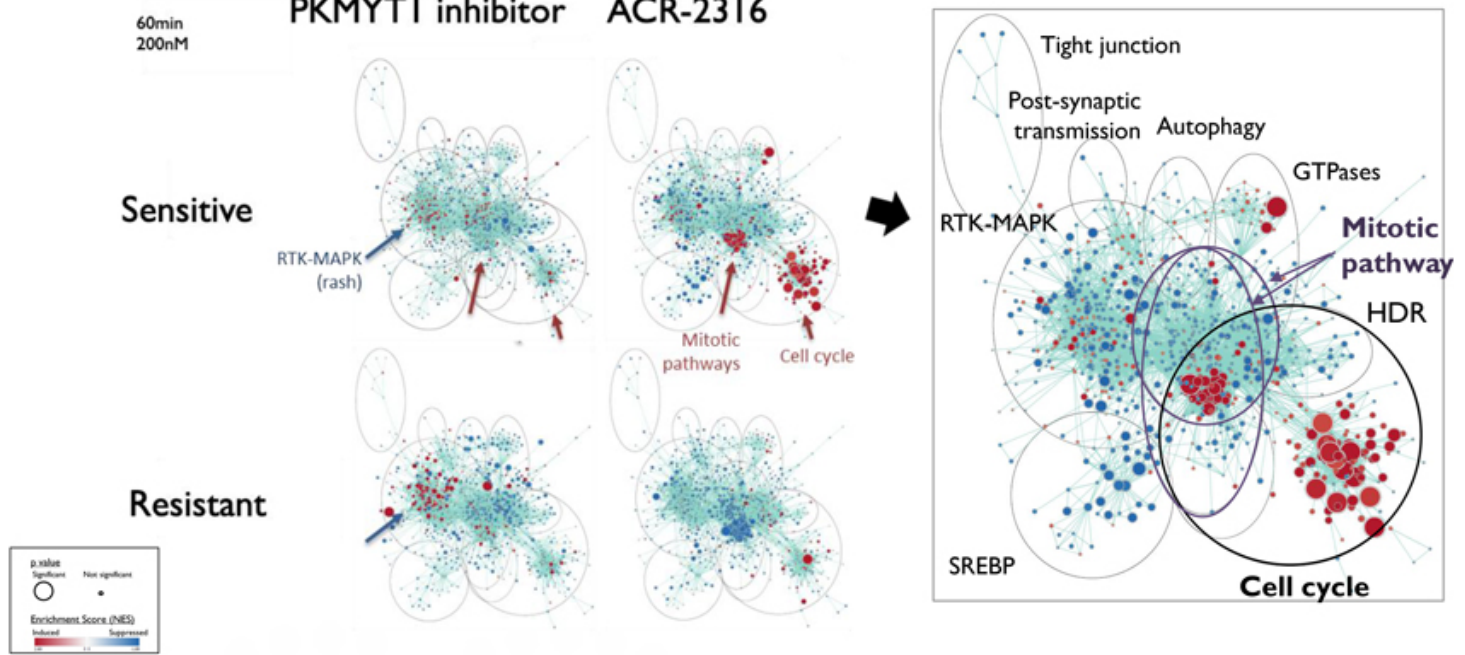 PKMYT1 inhibitor
ACR-2316
60min
200nM
Sensitive
RTK-MAPK
(rash)
Mitotic
pathways
Cell cycle
Resistant
p value
Significant
Not significant
Enrichment Score (NES)
Induced
Suppressed
Tight junction
Post-synaptic
transmission
Autophagy
GTPases
RTK-MAPK
Mitotic
pathway
HDR
SREBP
Cell cycle